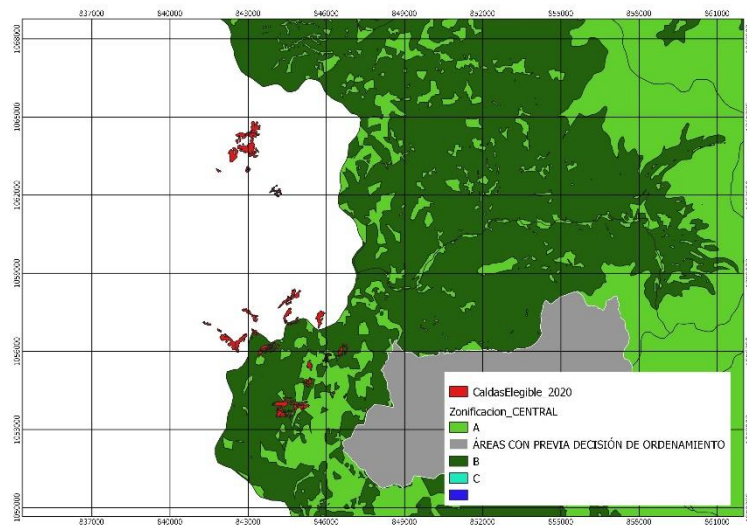 837000 840000 843000 846000 849000 852000 855000 858000 861000
1068000
1065000
1062000
1059000
1056000
1053000
1050000
CaldasElegible 2020
Zonificacion_CENTRAL
A
ÁREAS CON PREVIA DECISIÓN DE ORDENAMIENTO
B
C
837000 840000 843000 846000 849000 852000 855000 858000 861000